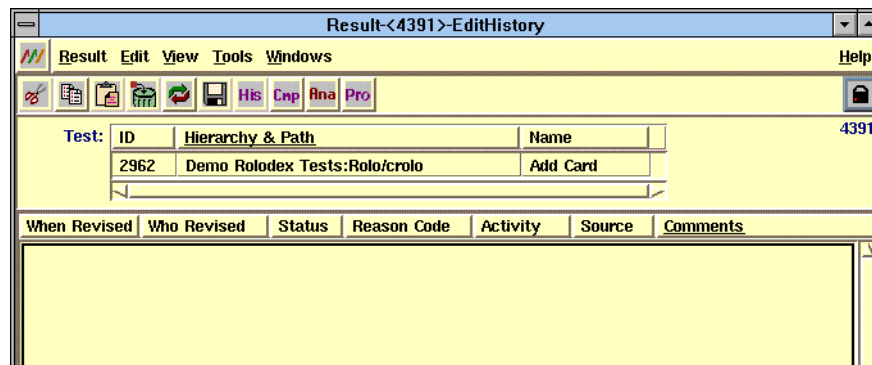 Result-<4391>-EditHistory
Result Edit View Tools Windows Help
His Cmp Ana Pro
Test: ID Hierarchy & Path Name 4391
2962 Demo Rolodex Tests:Rolo/crolo Add Card
When Revised Who Revised Status Reason Code Activity Source Comments